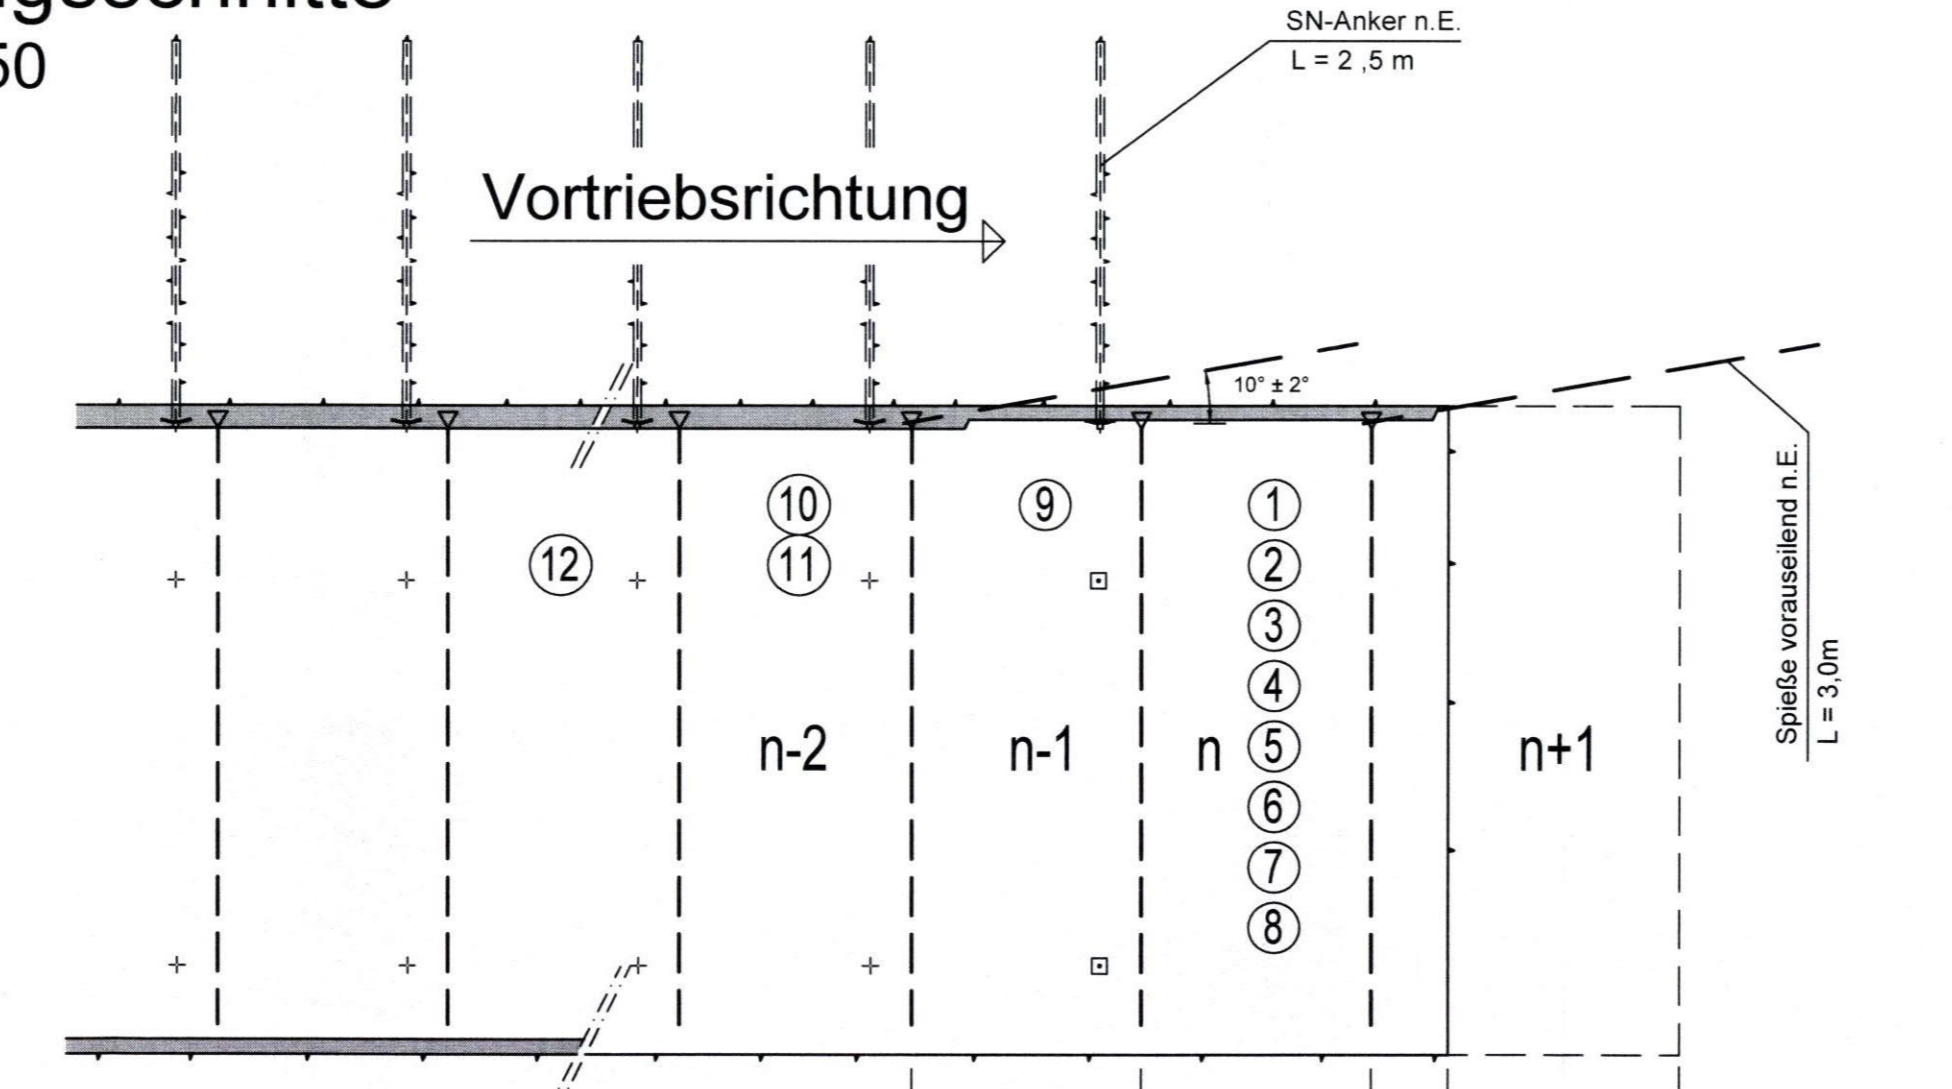 SN-Anker n.E.
L = 2 ,5 m
50
Vortriebsrichtung
10° ± 2°
Spieße vorauseilend n.E.
L = 3,0m
10
9
1
12
11
2
3
4
n-2
n-1
n
5
n+1
6
7
8